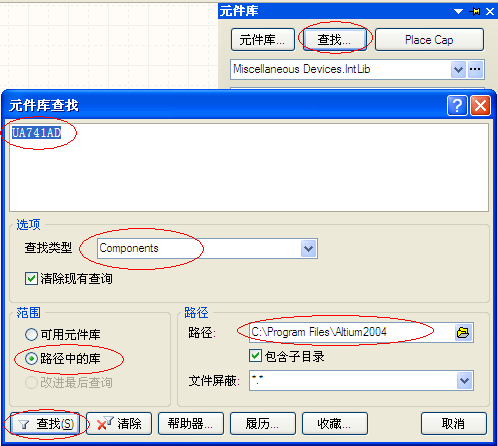 元件库
元件库... 查找... Place Cap
Miscellaneous Devices.IntLib
元件库查找
UA741AD
选项
查找类型 Components
清除现有查询
范围
可用元件库
路径中的库
改进最后查询
路径
路径: C:\Program Files\Altium2004
包含子目录
文件屏蔽: *.*
查找(S) 清除 帮助器... 历史... 收藏... 取消